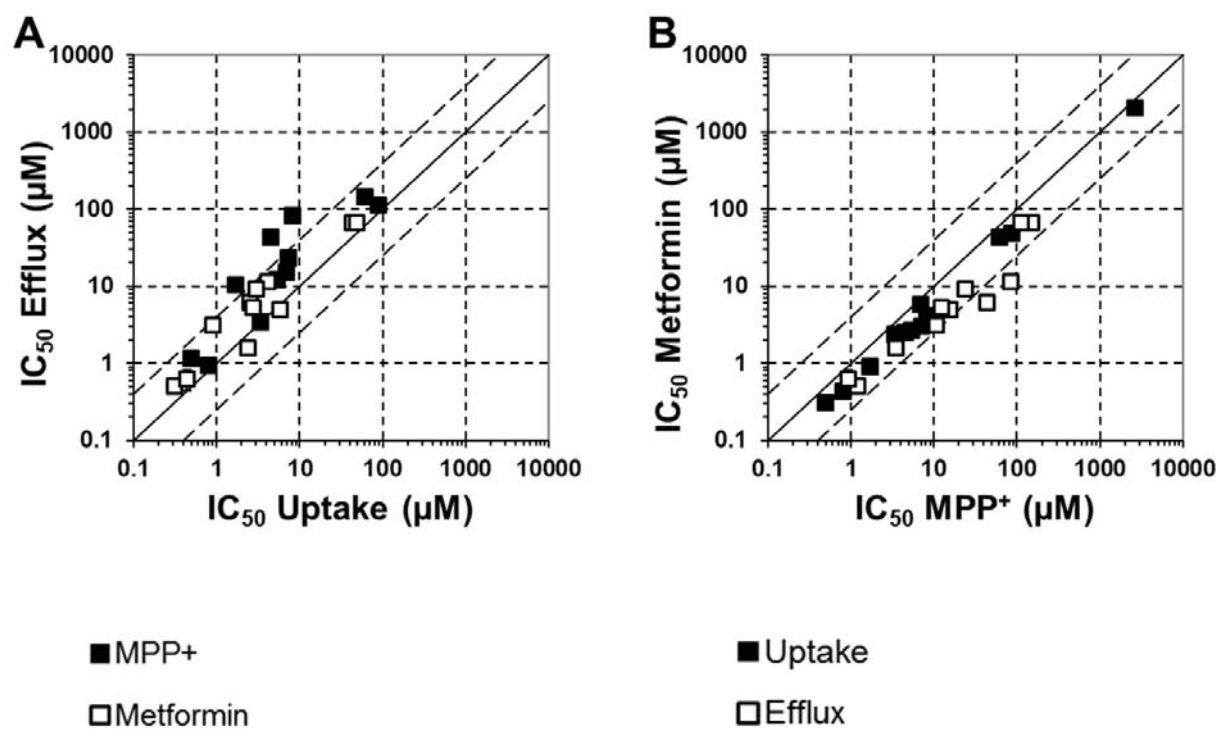 A
10000
1000
100
10
1
0.1
IC₅₀ Efflux (µM)
0.1 1 10 100 1000 10000
IC₅₀ Uptake (µM)
MPP+
Metformin
B
10000
1000
100
10
1
0.1
IC₅₀ Metformin (µM)
0.1 1 10 100 1000 10000
IC₅₀ MPP⁺ (µM)
Uptake
Efflux